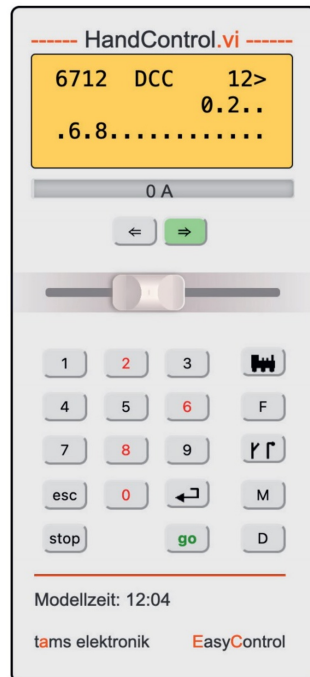 HandControl.vi
6712 DCC 12>
0.2..
.6.8............
0 A
⇐ ⇒
1 2 3
4 5 6 F
7 8 9
esc 0 M
stop go D
Modellzeit: 12:04
tams elektronik EasyControl